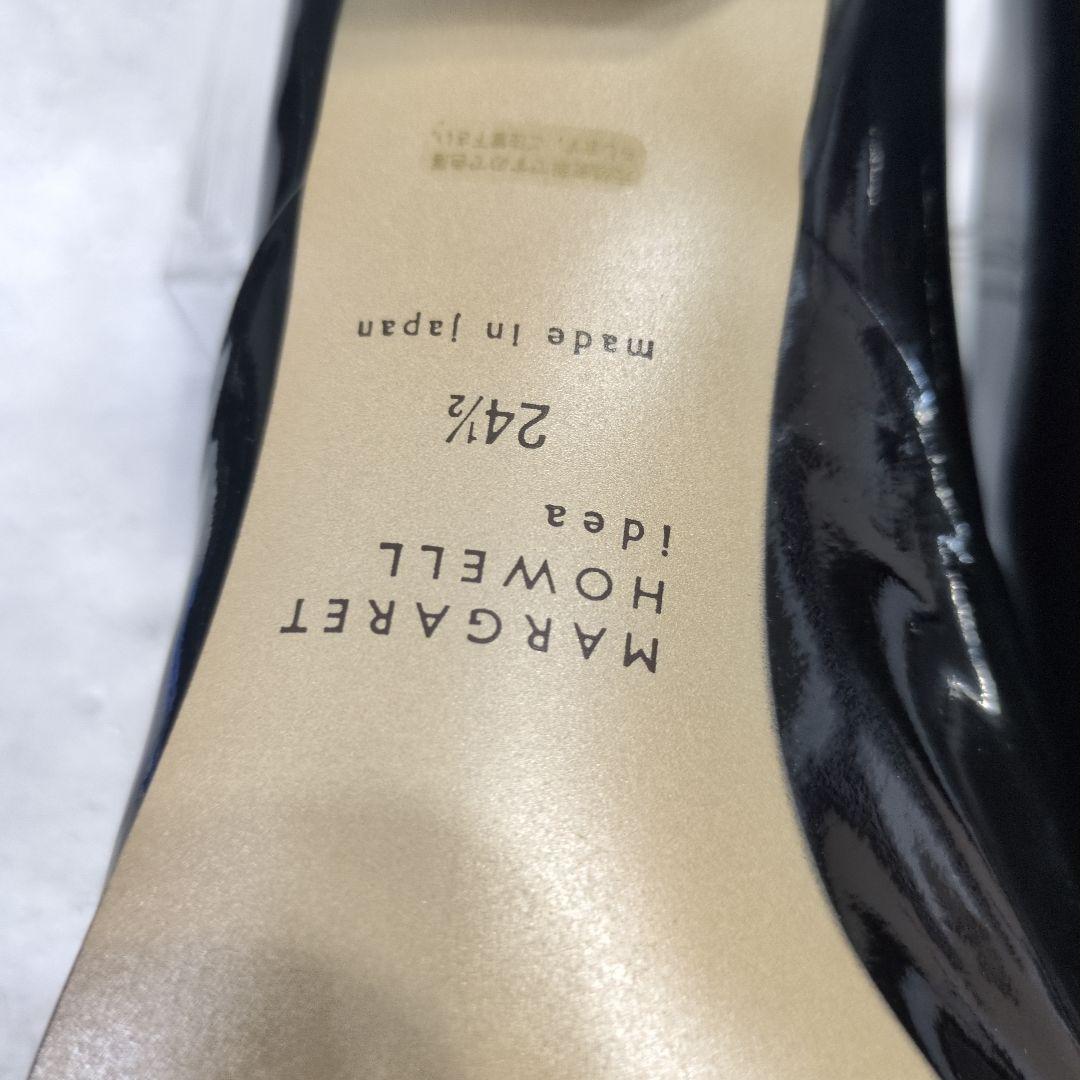 MARGARET
HOWELL
idea
24½
made in japan